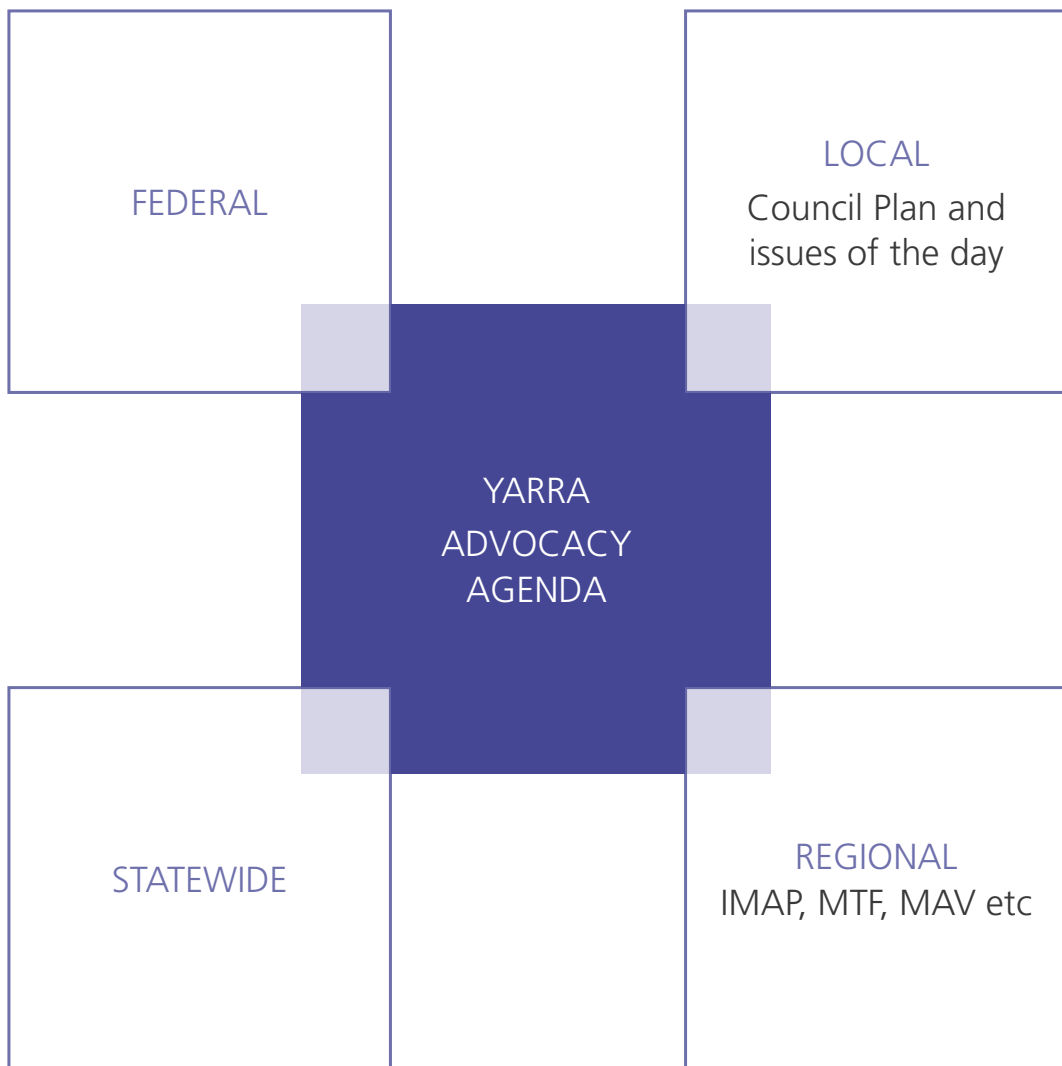 FEDERAL
LOCAL
Council Plan and
issues of the day
YARRA
ADVOCACY
AGENDA
STATEWIDE
REGIONAL
IMAP, MTF, MAV etc